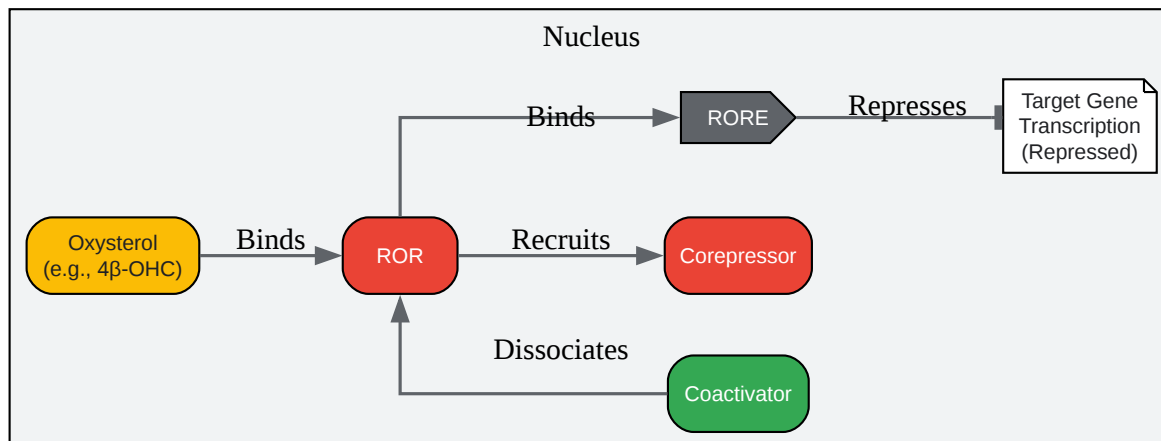 Nucleus
Binds
RORE
Represses
Target Gene
Transcription
(Repressed)
Oxysterol
(e.g., 4β-OHC)
Binds
ROR
Recruits
Corepressor
Dissociates
Coactivator